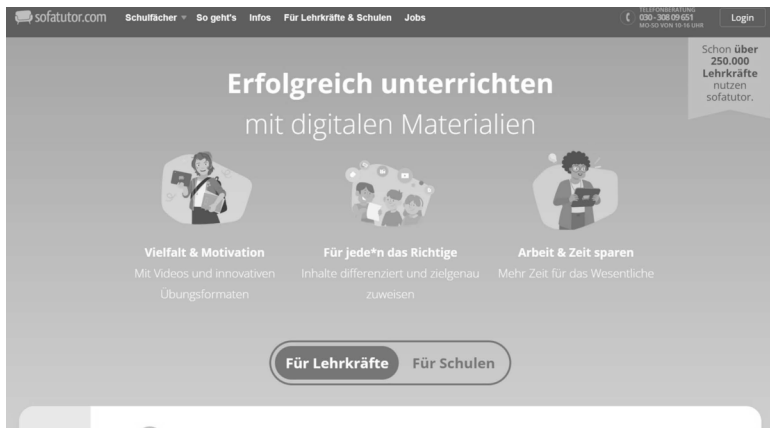 sofatutor.com Schulfächer So geht's Infos Für Lehrkräfte & Schulen Jobs
TELEFONBERATUNG
030 - 308 09 651
MO-SO VON 10-16 UHR
Login
Schon über
250.000
Lehrkräfte
nutzen
sofatutor.
Erfolgreich unterrichten
mit digitalen Materialien
Vielfalt & Motivation
Mit Videos und innovativen
Übungsformaten
Für jede*n das Richtige
Inhalte differenziert und zielgenau
zuweisen
Arbeit & Zeit sparen
Mehr Zeit für das Wesentliche
Für Lehrkräfte Für Schulen